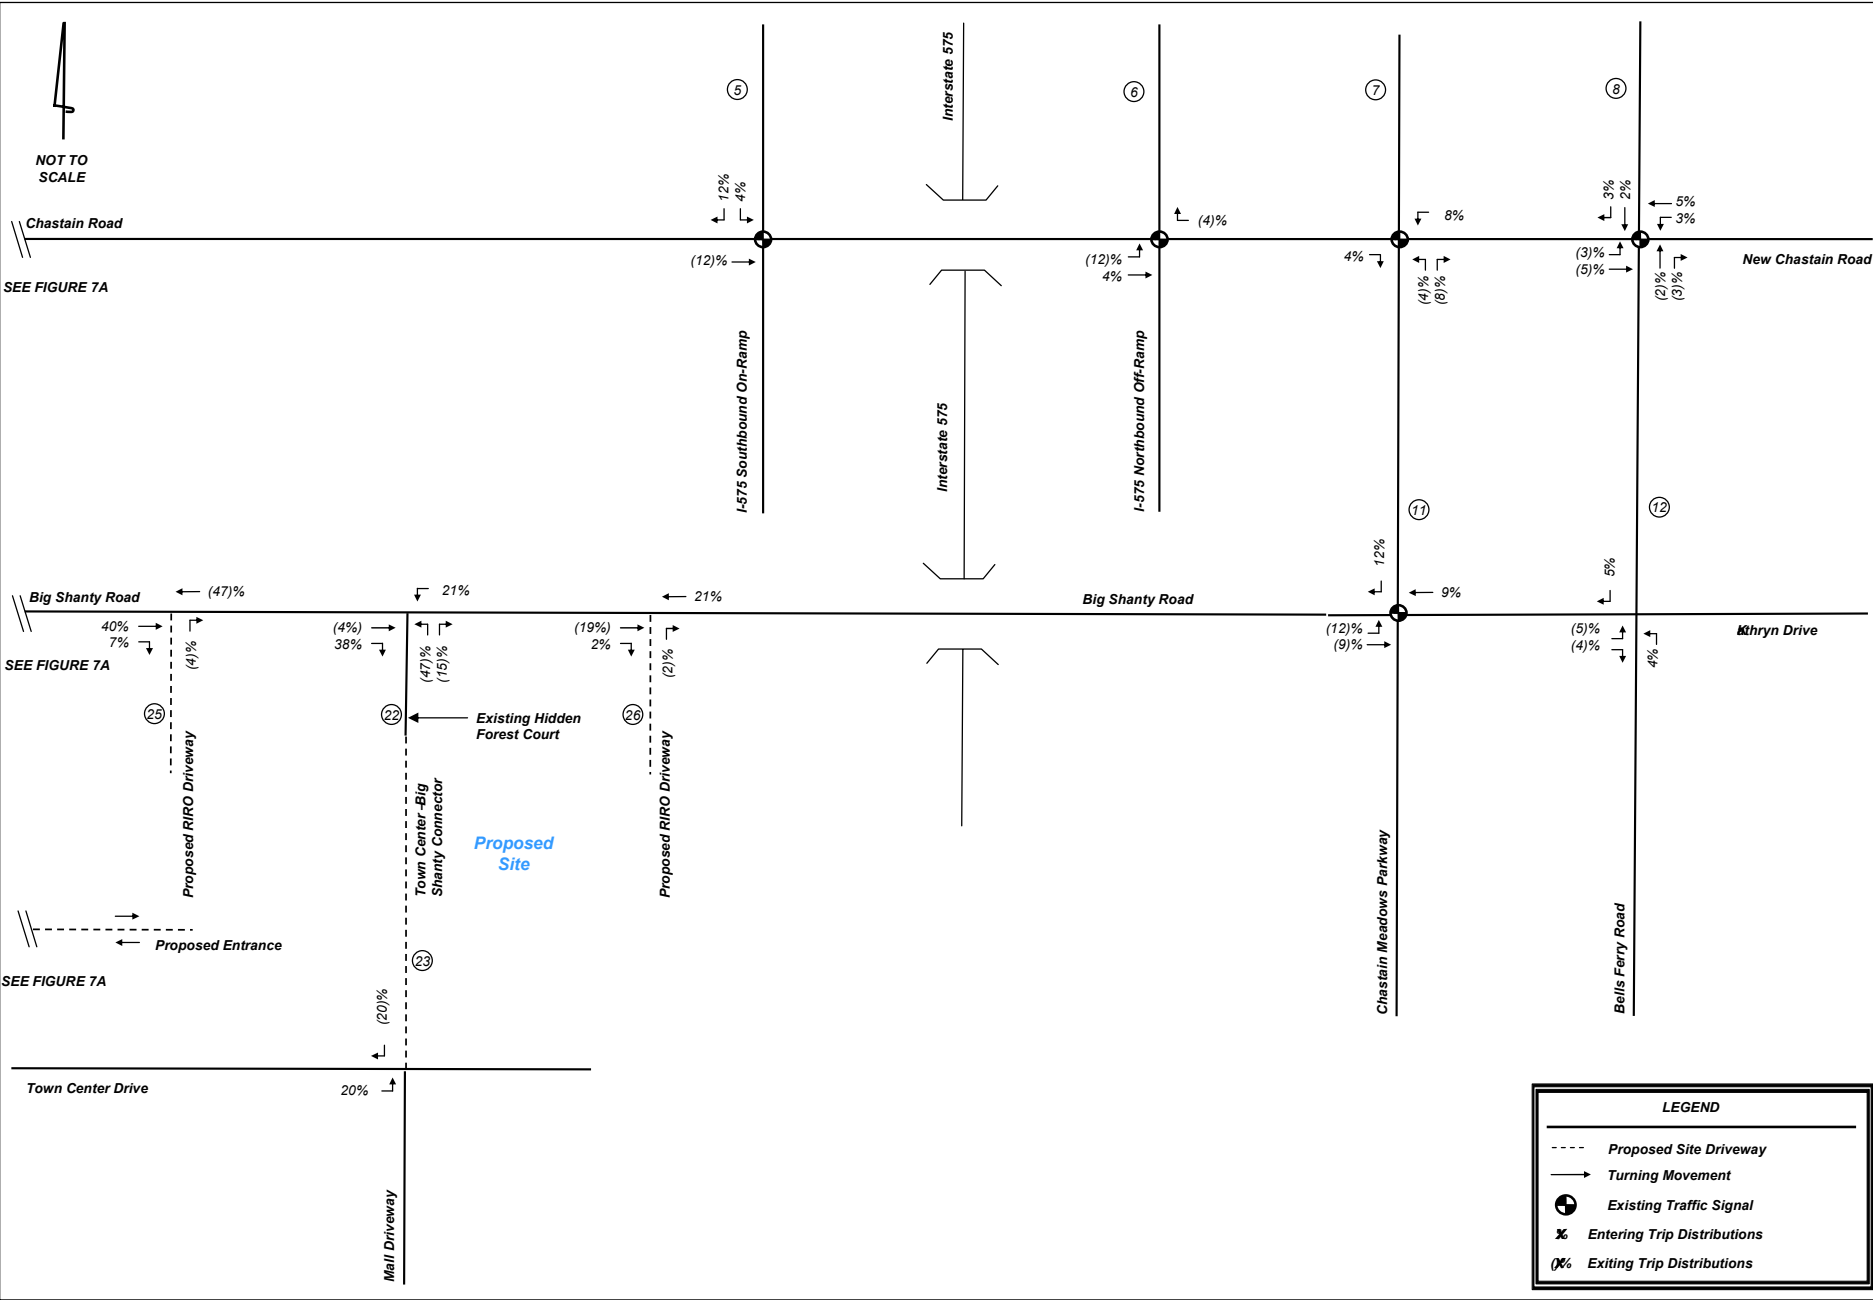 NOT TO
SCALE
Chastain Road
SEE FIGURE 7A
5
12%
4%
(12)%
I-575 Southbound On-Ramp
Interstate 575
Interstate 575
6
(4)%
(12)%
4%
I-575 Northbound Off-Ramp
7
8%
4%
(4)%
(8)%
8
3%
2%
5%
3%
(3)%
(5)%
(2)%
(3)%
New Chastain Road
Big Shanty Road
SEE FIGURE 7A
(47)%
40%
7%
(4)%
25
Proposed RIRO Driveway
21%
(4%)
38%
(47)%
(15)%
22
Existing Hidden
Forest Court
Town Center -Big
Shanty Connector
21%
(19%)
2%
(2)%
26
Proposed RIRO Driveway
Proposed
Site
Big Shanty Road
11
12%
9%
(12)%
(9)%
Chastain Meadows Parkway
12
5%
(5)%
(4)%
4%
Drive
Bells Ferry Road
Proposed Entrance
SEE FIGURE 7A
23
(20)%
Town Center Drive
20%
Mall Driveway
LEGEND
Proposed Site Driveway
Turning Movement
Existing Traffic Signal
Entering Trip Distributions
Exiting Trip Distributions